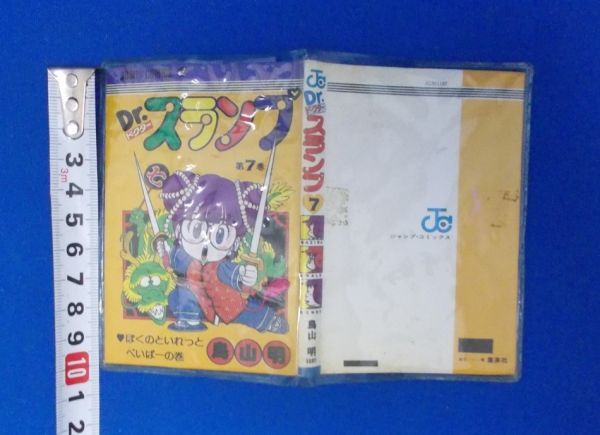 Dr.
ドクター
スランプ
第7巻
♥ぼくのといれっと
ぺいぱーの巻
鳥山明
JC
Dr.
スランプ
7
鳥山 明
JC
ジャンプ・コミックス
集英社
3
3m
4
5
6
7
8
9
10
1
2